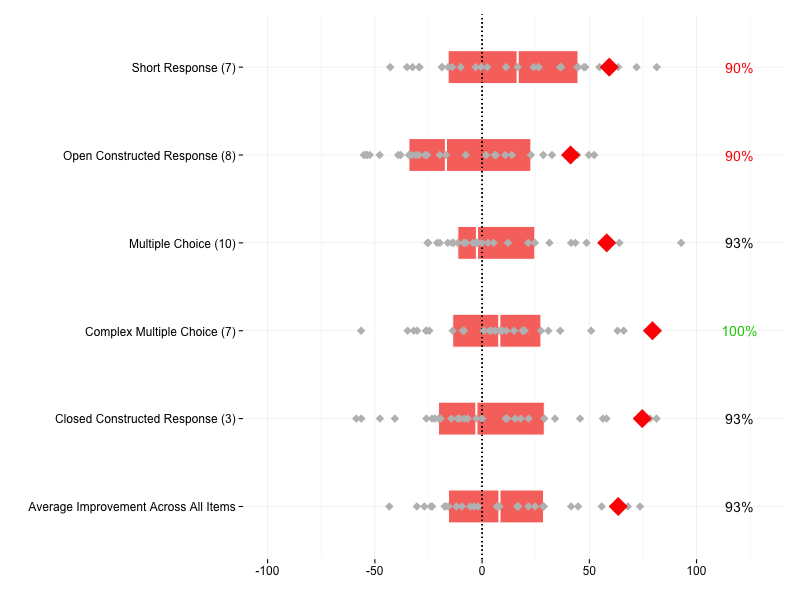 Short Response (7) 90%
Open Constructed Response (8) 90%
Multiple Choice (10) 93%
Complex Multiple Choice (7) 100%
Closed Constructed Response (3) 93%
Average Improvement Across All Items 93%
-100 -50 0 50 100